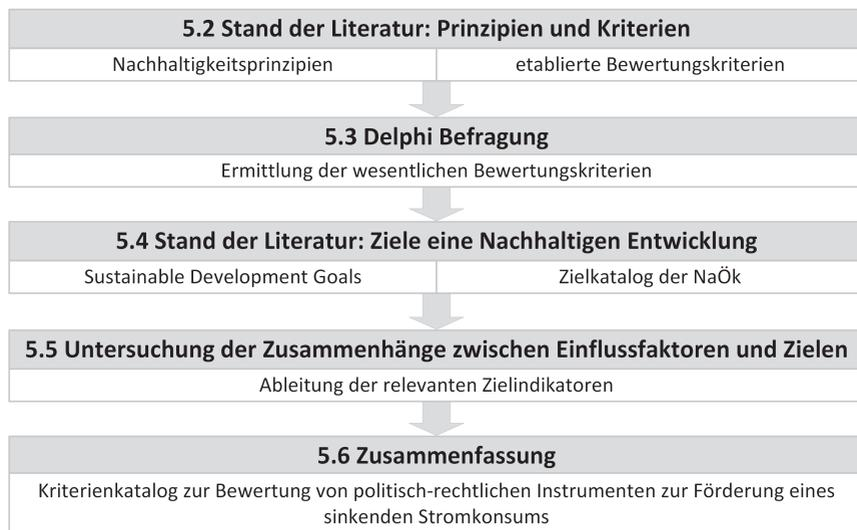 5.2 Stand der Literatur: Prinzipien und Kriterien
Nachhaltigkeitsprinzipien
etablierte Bewertungskriterien
5.3 Delphi Befragung
Ermittlung der wesentlichen Bewertungskriterien
5.4 Stand der Literatur: Ziele eine Nachhaltigen Entwicklung
Sustainable Development Goals
Zielkatalog der NaÖk
5.5 Untersuchung der Zusammenhänge zwischen Einflussfaktoren und Zielen
Ableitung der relevanten Zielindikatoren
5.6 Zusammenfassung
Kriterienkatalog zur Bewertung von politisch-rechtlichen Instrumenten zur Förderung eines
sinkenden Stromkonsums